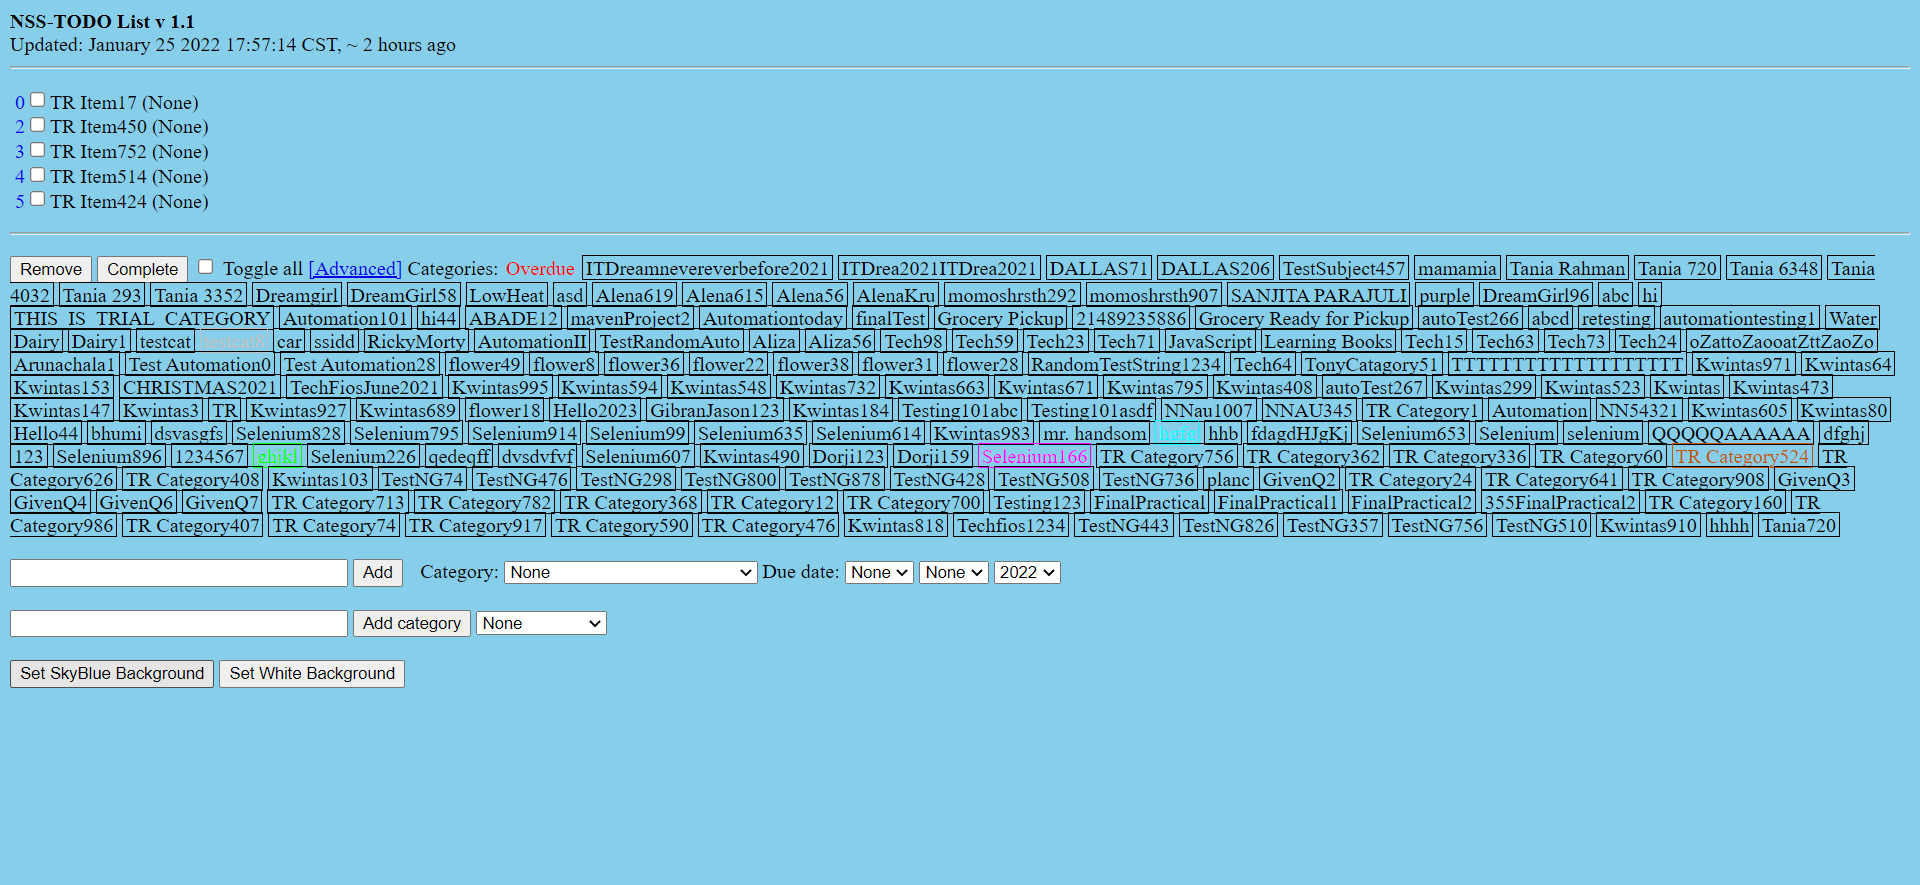 NSS-TODO List v 1.1
Updated: January 25 2022 17:57:14 CST, ~ 2 hours ago
0 TR Item17 (None)
2 TR Item450 (None)
3 TR Item752 (None)
4 TR Item514 (None)
5 TR Item424 (None)
Remove Complete Toggle all [Advanced] Categories: Overdue ITDreamnevereverbefore2021 ITDrea2021ITDrea2021 DALLAS71 DALLAS206 TestSubject457 mamamia Tania Rahman Tania 720 Tania 6348 Tania
4032 Tania 293 Tania 3352 Dreamgirl DreamGirl58 LowHeat asd Alena619 Alena615 Alena56 AlenaKru momoshrsth292 momoshrsth907 SANJITA PARAJULI purple DreamGirl96 abc hi
THIS_IS_TRIAL_CATEGORY Automation101 hi44 ABADE12 mavenProject2 Automationtoday finalTest Grocery Pickup 21489235886 Grocery Ready for Pickup autoTest266 abcd retesting automationtesting1 Water
Dairy Dairy1 testcat testcat8 car ssidd RickyMorty AutomationII TestRandomAuto Aliza Aliza56 Tech98 Tech59 Tech23 Tech71 JavaScript Learning Books Tech15 Tech63 Tech73 Tech24 oZattoZaooatZttZaoZo
Arunachala1 Test Automation0 Test Automation28 flower49 flower8 flower36 flower22 flower38 flower31 flower28 RandomTestString1234 Tech64 TonyCatagory51 TTTTTTTTTTTTTTTTTT Kwintas971 Kwintas64
Kwintas153 CHRISTMAS2021 TechFiosJune2021 Kwintas995 Kwintas594 Kwintas548 Kwintas732 Kwintas663 Kwintas671 Kwintas795 Kwintas408 autoTest267 Kwintas299 Kwintas523 Kwintas Kwintas473
Kwintas147 Kwintas3 TR Kwintas927 Kwintas689 flower18 Hello2023 GibranJason123 Kwintas184 Testing101abc Testing101asdf NNau1007 NNAU345 TR Category1 Automation NN54321 Kwintas605 Kwintas80
Hello44 bhumi dsvasgfs Selenium828 Selenium795 Selenium914 Selenium99 Selenium635 Selenium614 Kwintas983 mr. handsom hhb fdagdHJgKj Selenium653 Selenium selenium QQQQQAAAAAA dfghj
123 Selenium896 1234567 ghjkl Selenium226 qedeqff dvsdvfvf Selenium607 Kwintas490 Dorji123 Dorji159 Selenium166 TR Category756 TR Category362 TR Category336 TR Category60 TR Category524 TR
Category626 TR Category408 Kwintas103 TestNG74 TestNG476 TestNG298 TestNG800 TestNG878 TestNG428 TestNG508 TestNG736 planc GivenQ2 TR Category24 TR Category641 TR Category908 GivenQ3
GivenQ4 GivenQ6 GivenQ7 TR Category713 TR Category782 TR Category368 TR Category12 TR Category700 Testing123 FinalPractical FinalPractical1 FinalPractical2 355FinalPractical2 TR Category160 TR
Category986 TR Category407 TR Category74 TR Category917 TR Category590 TR Category476 Kwintas818 Techfios1234 TestNG443 TestNG826 TestNG357 TestNG756 TestNG510 Kwintas910 hhhh Tania720
Add Category: None Due date: None None 2022
Add category None
Set SkyBlue Background Set White Background